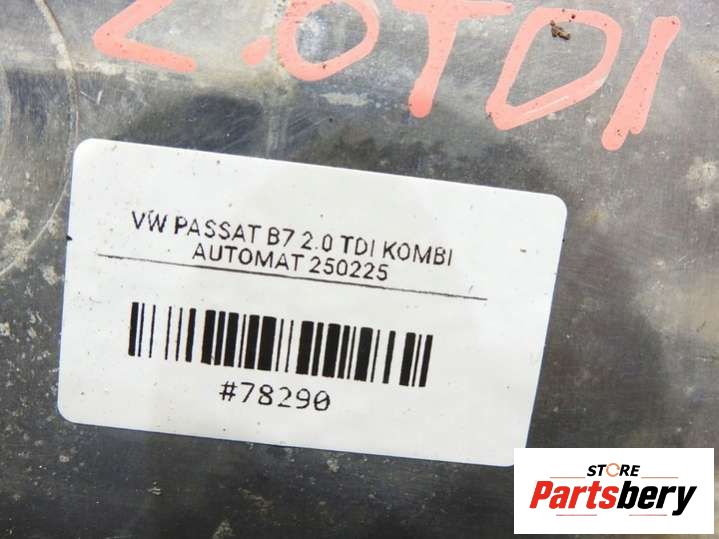 2.0TDI
VW PASSAT B7 2.0 TDI KOMBI
AUTOMAT 250225
#78290
STORE
Partsbery